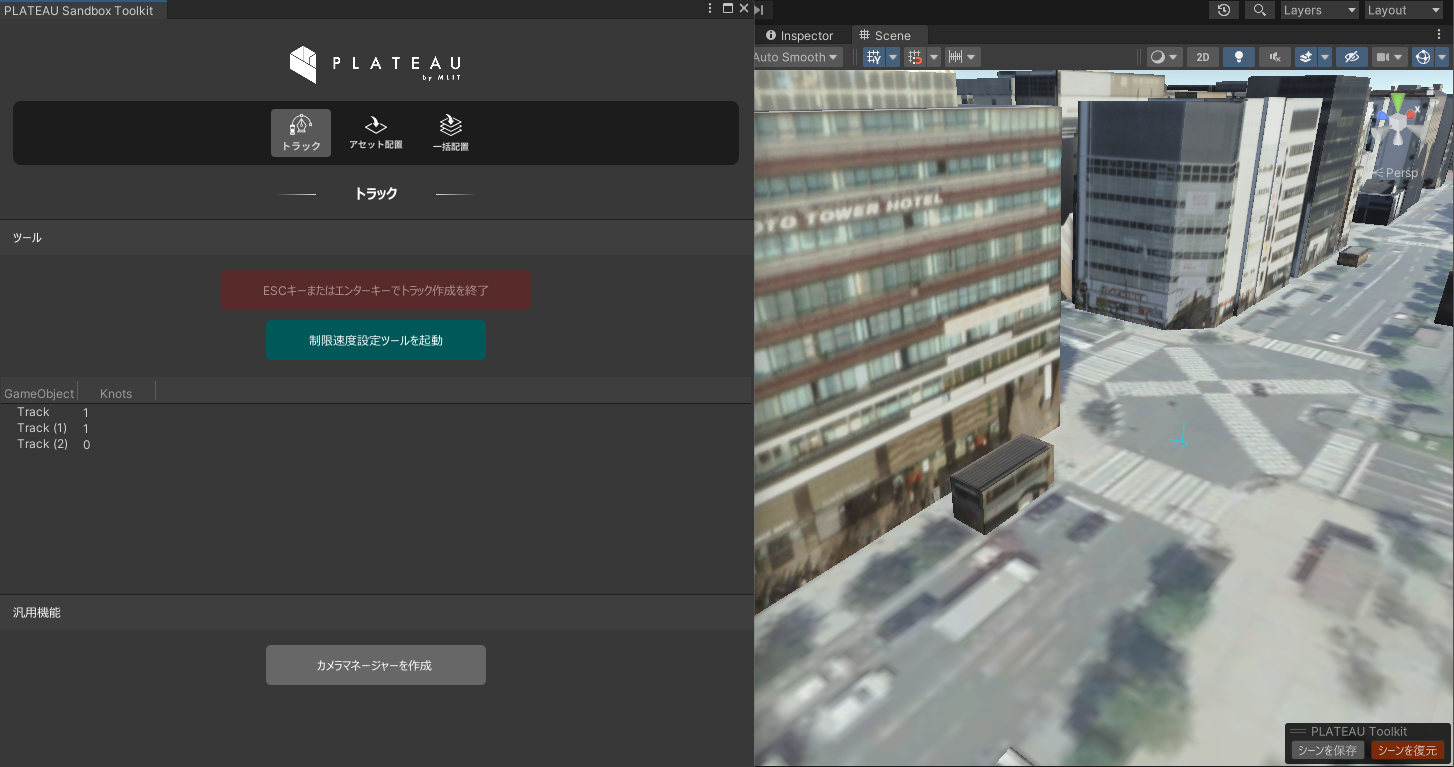 PLATEAU Sandbox Toolkit
PLATEAU
by MLIT
トラック
アセット配置
一括配置
トラック
ツール
ESCキーまたはエンターキーでトラック作成を終了
制限速度設定ツールを起動
GameObject Knots
Track 1
Track (1) 1
Track (2) 0
汎用機能
カメラマネージャーを作成
Layers Layout
Inspector Scene
Auto Smooth 2D
x
Persp
OTO TOWER HOTEL
PLATEAU Toolkit
シーンを保存 シーンを復元